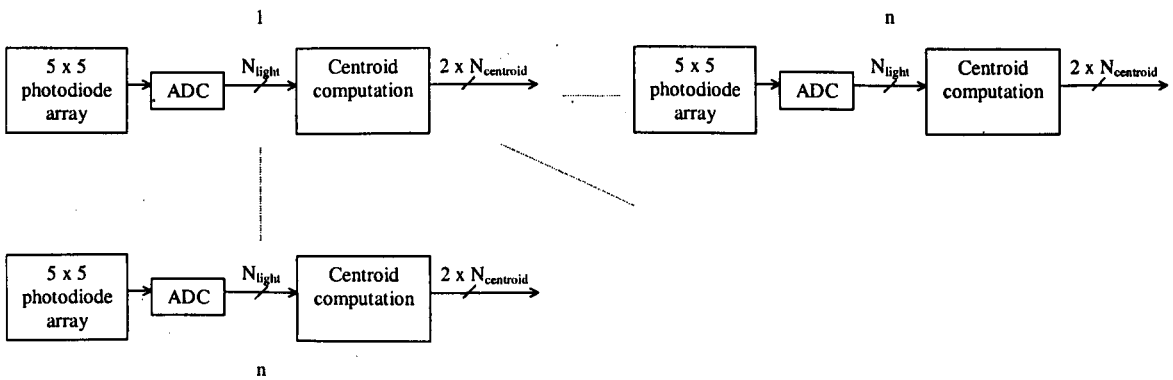 1
n
5 x 5
photodiode
array
ADC
N_light
Centroid
computation
2 x N_centroid
5 x 5
photodiode
array
ADC
N_light
Centroid
computation
2 x N_centroid
5 x 5
photodiode
array
ADC
N_light
Centroid
computation
2 x N_centroid
n